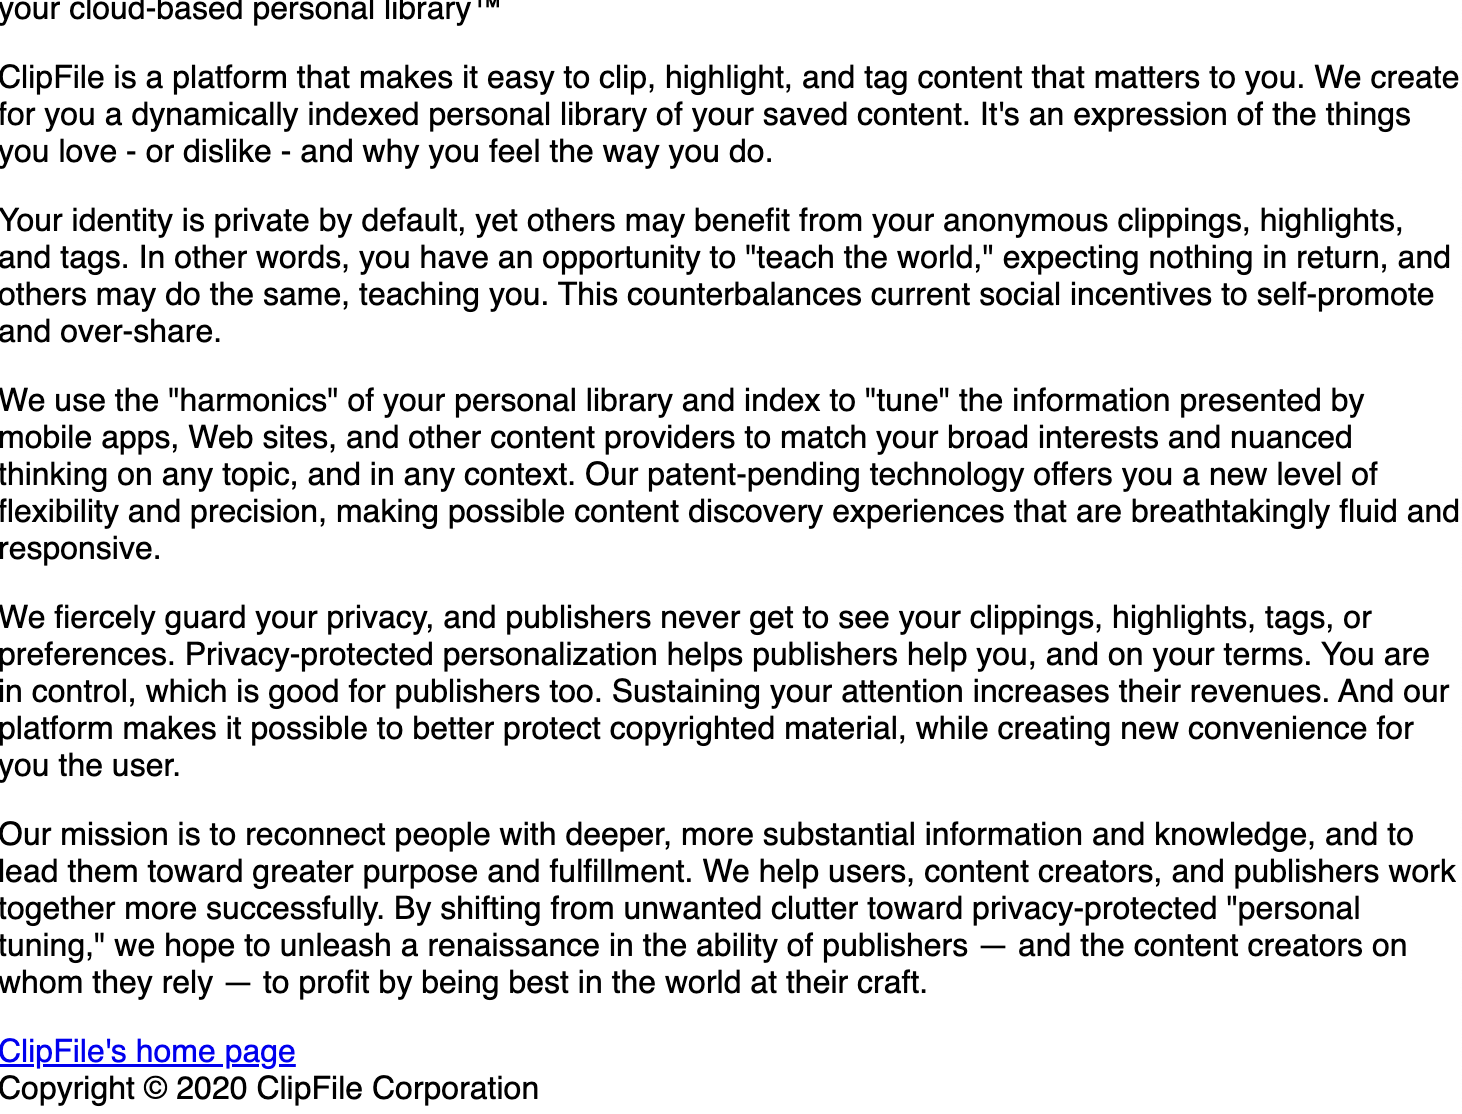 your cloud-based personal library™
ClipFile is a platform that makes it easy to clip, highlight, and tag content that matters to you. We create
for you a dynamically indexed personal library of your saved content. It's an expression of the things
you love - or dislike - and why you feel the way you do.
Your identity is private by default, yet others may benefit from your anonymous clippings, highlights,
and tags. In other words, you have an opportunity to "teach the world," expecting nothing in return, and
others may do the same, teaching you. This counterbalances current social incentives to self-promote
and over-share.
We use the "harmonics" of your personal library and index to "tune" the information presented by
mobile apps, Web sites, and other content providers to match your broad interests and nuanced
thinking on any topic, and in any context. Our patent-pending technology offers you a new level of
flexibility and precision, making possible content discovery experiences that are breathtakingly fluid and
responsive.
We fiercely guard your privacy, and publishers never get to see your clippings, highlights, tags, or
preferences. Privacy-protected personalization helps publishers help you, and on your terms. You are
in control, which is good for publishers too. Sustaining your attention increases their revenues. And our
platform makes it possible to better protect copyrighted material, while creating new convenience for
you the user.
Our mission is to reconnect people with deeper, more substantial information and knowledge, and to
lead them toward greater purpose and fulfillment. We help users, content creators, and publishers work
together more successfully. By shifting from unwanted clutter toward privacy-protected "personal
tuning," we hope to unleash a renaissance in the ability of publishers — and the content creators on
whom they rely — to profit by being best in the world at their craft.
ClipFile's home page
Copyright © 2020 ClipFile Corporation